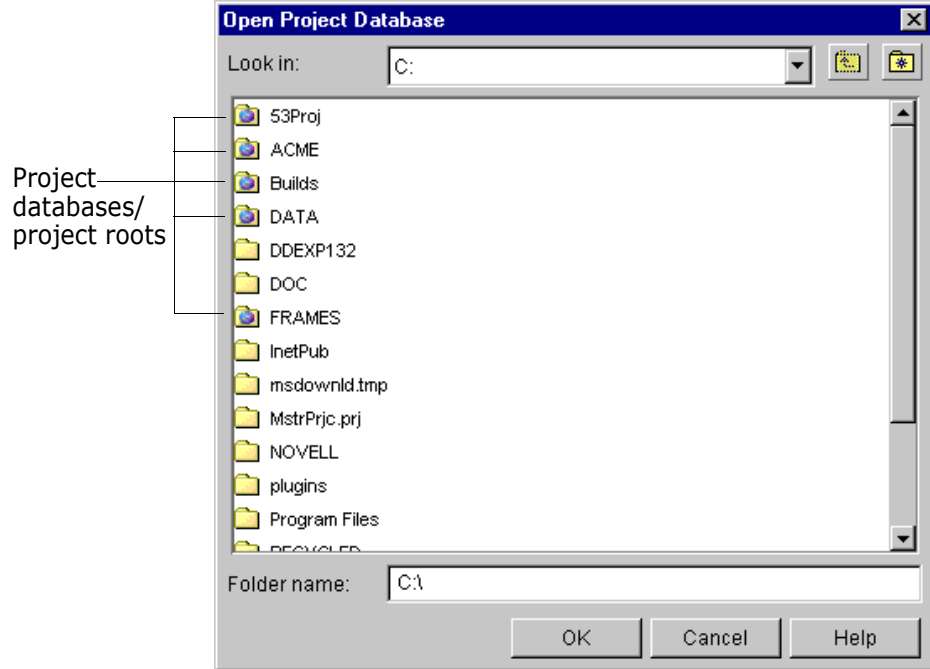 Open Project Database
Look in:
C:
53Proj
ACME
Builds
DATA
DDEXP132
DOC
FRAMES
InetPub
msdownld.tmp
MstrPrjc.prj
NOVELL
plugins
Program Files
RECYCLED
Project
databases/
project roots
Folder name:
C:\
OK
Cancel
Help